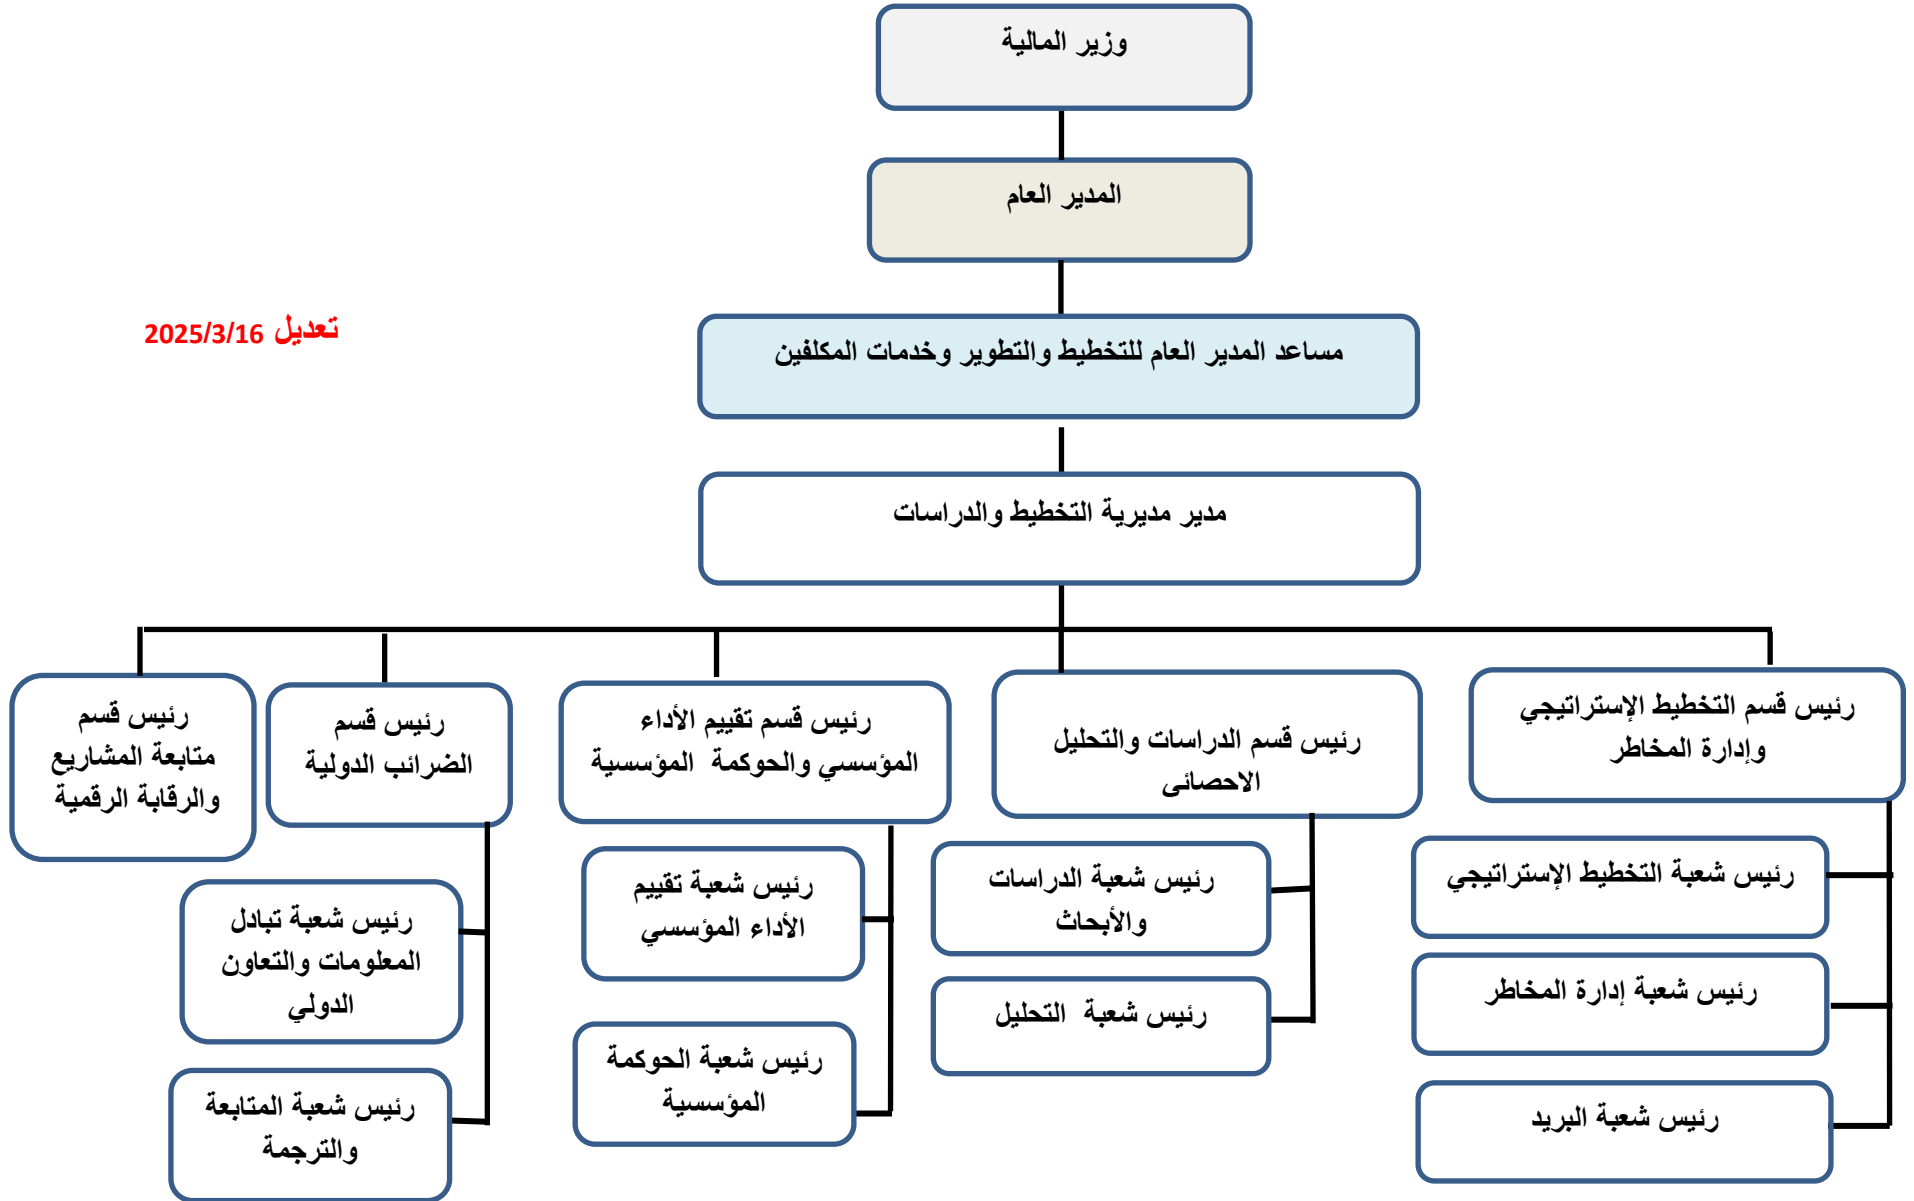 وزير المالية
المدير العام
تعديل 2025/3/16
مساعد المدير العام للتخطيط والتطوير وخدمات المكلفين
مدير مديرية التخطيط والدراسات
رئيس قسم التخطيط الإستراتيجي
وإدارة المخاطر
رئيس قسم الدراسات والتحليل
الاحصائى
رئيس قسم تقييم الأداء
المؤسسي والحوكمة المؤسسية
رئيس قسم
الضرائب الدولية
رئيس قسم
متابعة المشاريع
والرقابة الرقمية
رئيس شعبة التخطيط الإستراتيجي
رئيس شعبة إدارة المخاطر
رئيس شعبة البريد
رئيس شعبة الدراسات
والأبحاث
رئيس شعبة التحليل
رئيس شعبة تقييم
الأداء المؤسسي
رئيس شعبة الحوكمة
المؤسسية
رئيس شعبة تبادل
المعلومات والتعاون
الدولي
رئيس شعبة المتابعة
والترجمة